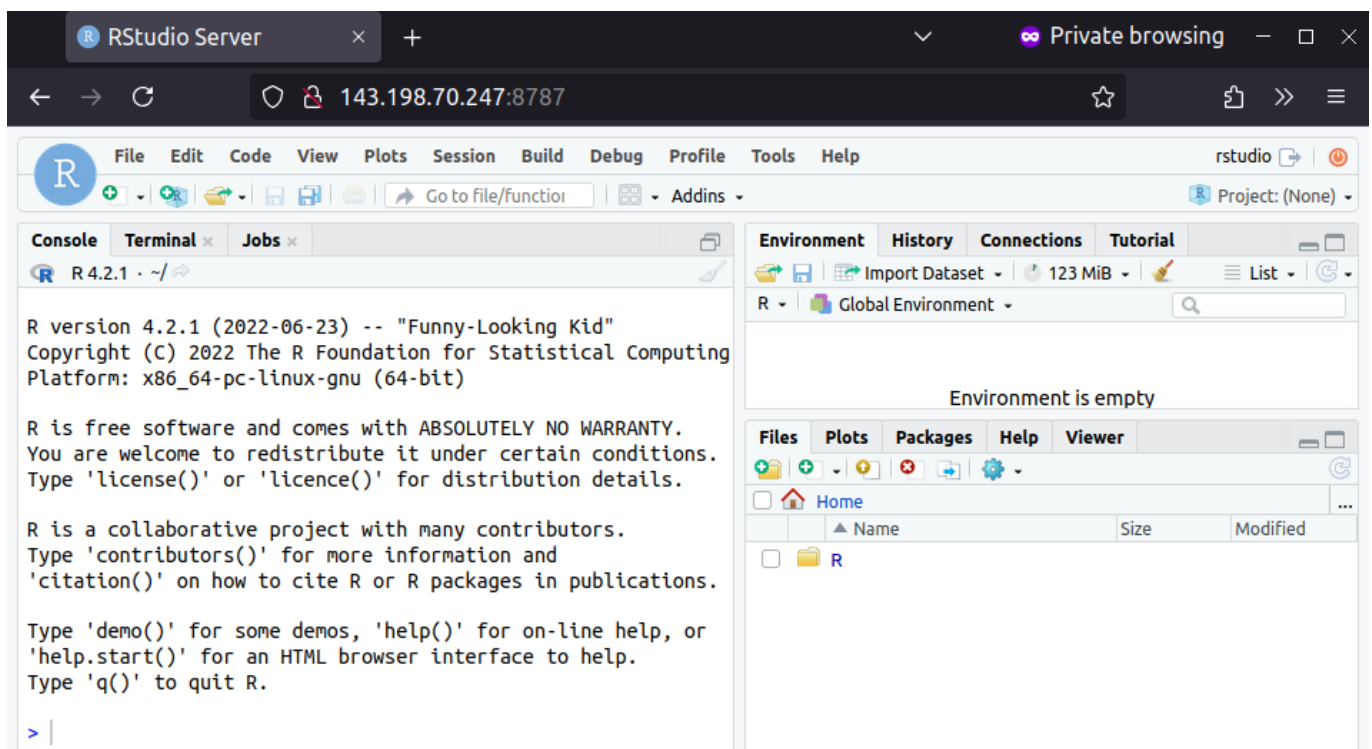 RStudio Server
Private browsing
143.198.70.247:8787
R
File Edit Code View Plots Session Build Debug Profile Tools Help
rstudio
Go to file/function
Addins
Project: (None)
Console Terminal Jobs
R 4.2.1 · ~/
R version 4.2.1 (2022-06-23) -- "Funny-Looking Kid"
Copyright (C) 2022 The R Foundation for Statistical Computing
Platform: x86_64-pc-linux-gnu (64-bit)
R is free software and comes with ABSOLUTELY NO WARRANTY.
You are welcome to redistribute it under certain conditions.
Type 'license()' or 'licence()' for distribution details.
R is a collaborative project with many contributors.
Type 'contributors()' for more information and
'citation()' on how to cite R or R packages in publications.
Type 'demo()' for some demos, 'help()' for on-line help, or
'help.start()' for an HTML browser interface to help.
Type 'q()' to quit R.
>
Environment History Connections Tutorial
Import Dataset 123 MiB List
R Global Environment
Environment is empty
Files Plots Packages Help Viewer
Home ...
Name Size Modified
R